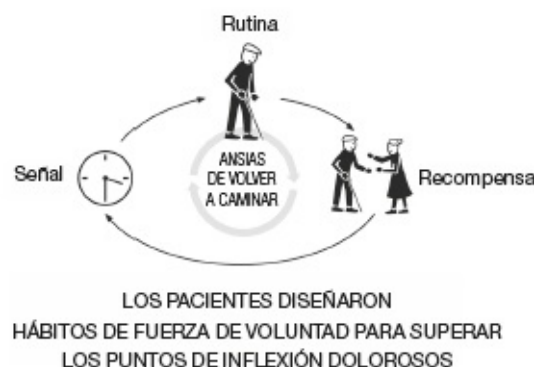 Rutina
Señal
ANSIAS
DE VOLVER
A CAMINAR
Recompensa
LOS PACIENTES DISEÑARON
HÁBITOS DE FUERZA DE VOLUNTAD PARA SUPERAR
LOS PUNTOS DE INFLEXIÓN DOLOROSOS